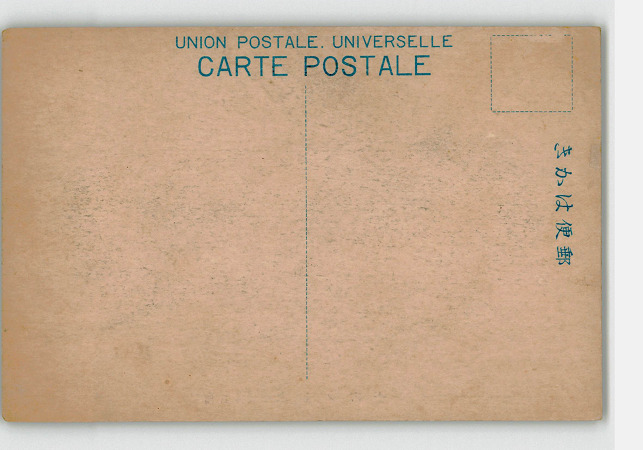 UNION POSTALE. UNIVERSELLE
CARTE POSTALE
郵便はかき